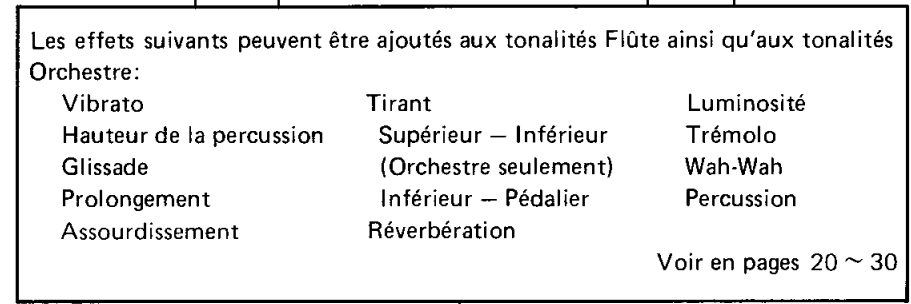 Les effets suivants peuvent être ajoutés aux tonalités Flûte ainsi qu'aux tonalités
Orchestre:
Vibrato Tirant Luminosité
Hauteur de la percussion Supérieur — Inférieur Trémolo
Glissade (Orchestre seulement) Wah-Wah
Prolongement Inférieur — Pédalier Percussion
Assourdissement Réverbération
Voir en pages 20 ~ 30